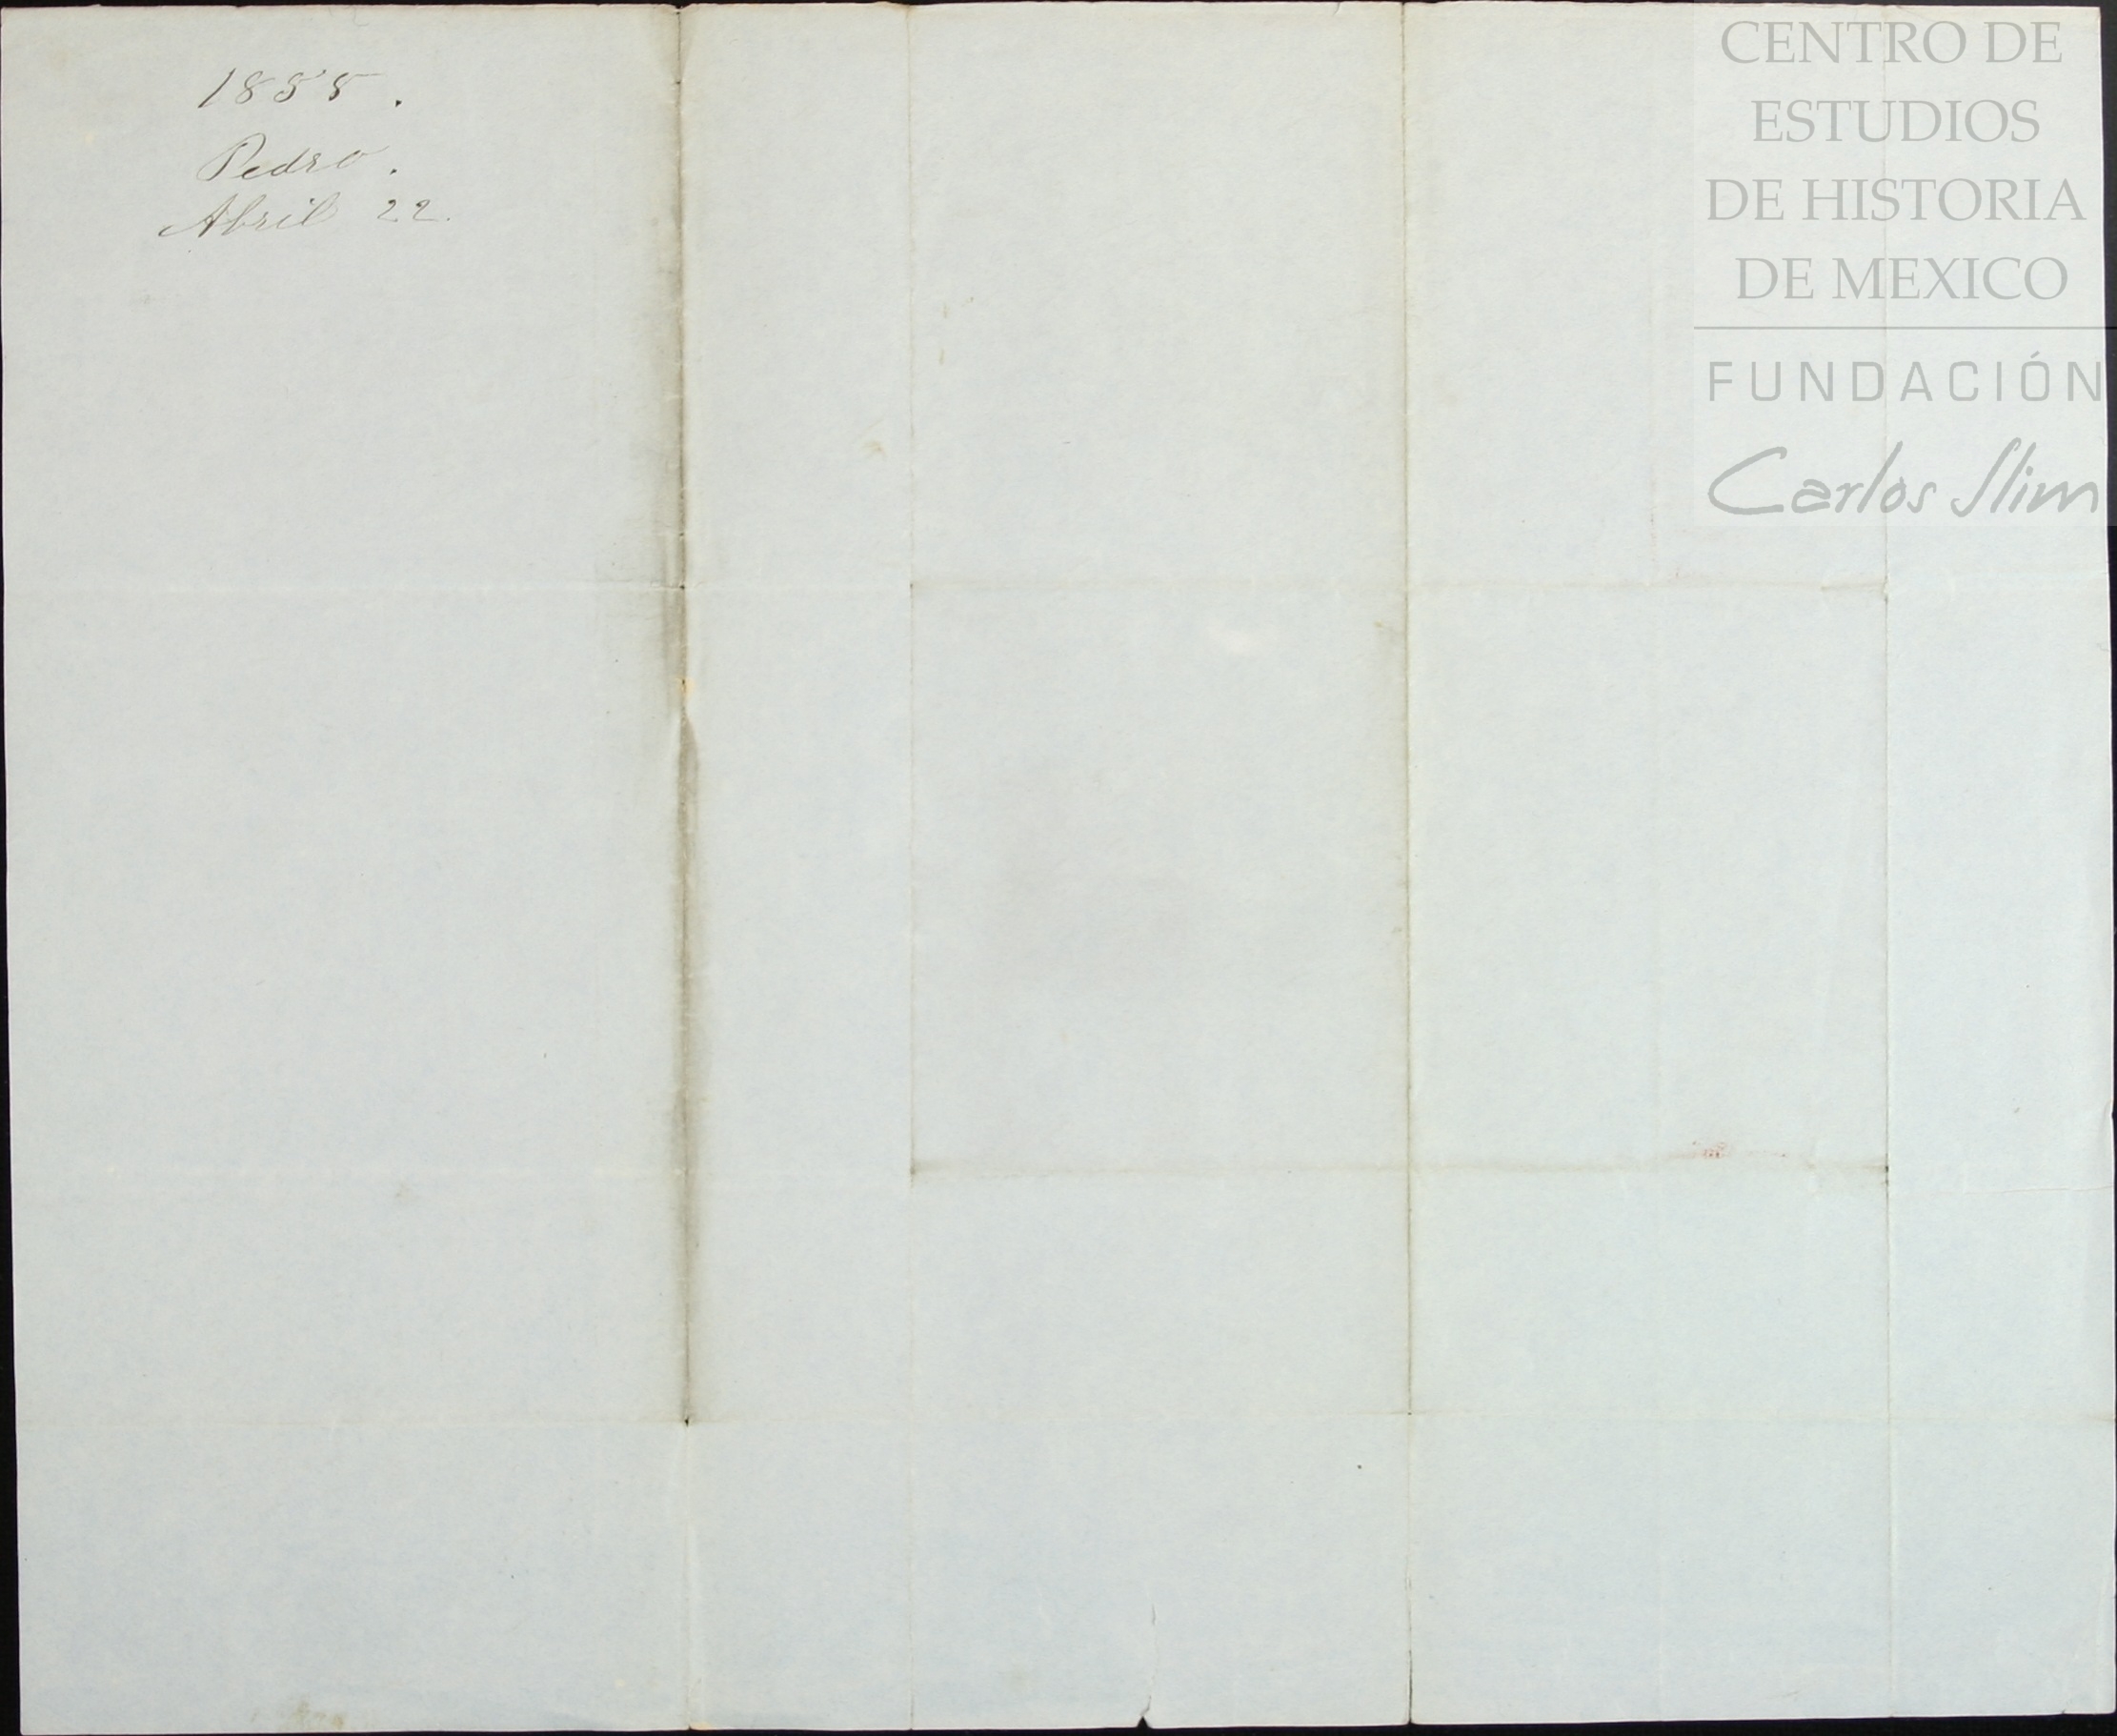 1855.
Pedro.
Abril 22.
CENTRO DE
ESTUDIOS
DE HISTORIA
DE MEXICO
FUNDACIÓN
Carlos Slim